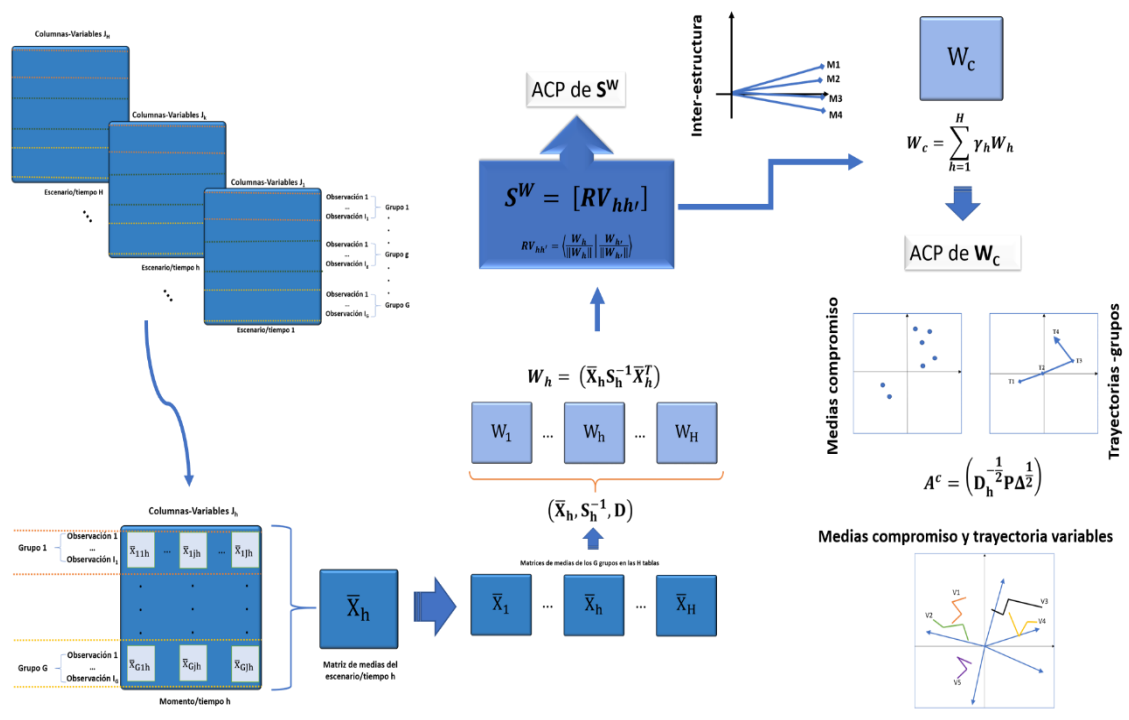 Columnas-Variables J_H
Escenario/tiempo H
Columnas-Variables J_k
Escenario/tiempo h
Columnas-Variables J_j
Observación 1
...
Observación I_1
Grupo 1
Observación 1
...
Observación I_g
Grupo g
Observación 1
...
Observación I_G
Grupo G
Escenario/tiempo 1
Columnas-Variables J_h
Grupo 1
Observación 1
...
Observación I_1
X̅_11h ... X̅_1jh ... X̅_1Jh
Grupo G
Observación 1
...
Observación I_G
X̅_G1h X̅_Gjh X̅_GJh
Momento/tiempo h
X̅_h
Matriz de medias del
escenario/tiempo h
Matrices de medias de los G grupos en las H tablas
X̅_1 ... X̅_h ... X̅_H
(X̅_h, S_h^-1, D)
W_1 ... W_h ... W_H
W_h = (X̅_h S_h^-1 X̅_h^T)
S^W = [RV_hh′]
RV_hh′ = ⟨W_h/‖W_h‖ | W_h′/‖W_h′‖⟩
ACP de S^W
Inter-estructura
M1
M2
M3
M4
W_c
W_c = ∑_{h=1}^{H} γ_h W_h
ACP de W_C
Medias compromiso
Trayectorias -grupos
T1
T2
T3
T4
A^c = (D_h^{-1/2} P Δ^{1/2})
Medias compromiso y trayectoria variables
V1
V2
V3
V4
V5